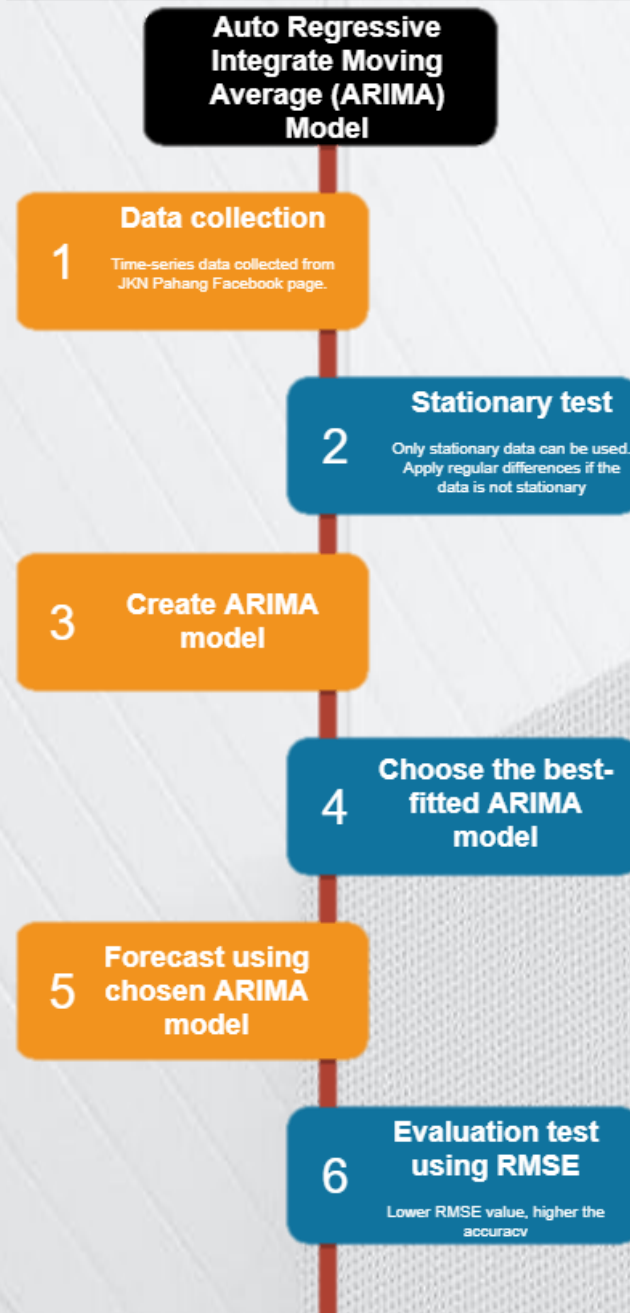 Auto Regressive
Integrate Moving
Average (ARIMA)
Model
1
Data collection
Time-series data collected from
JKN Pahang Facebook page.
2
Stationary test
Only stationary data can be used.
Apply regular differences if the
data is not stationary
3
Create ARIMA
model
4
Choose the best-
fitted ARIMA
model
5
Forecast using
chosen ARIMA
model
6
Evaluation test
using RMSE
Lower RMSE value, higher the
accuracy